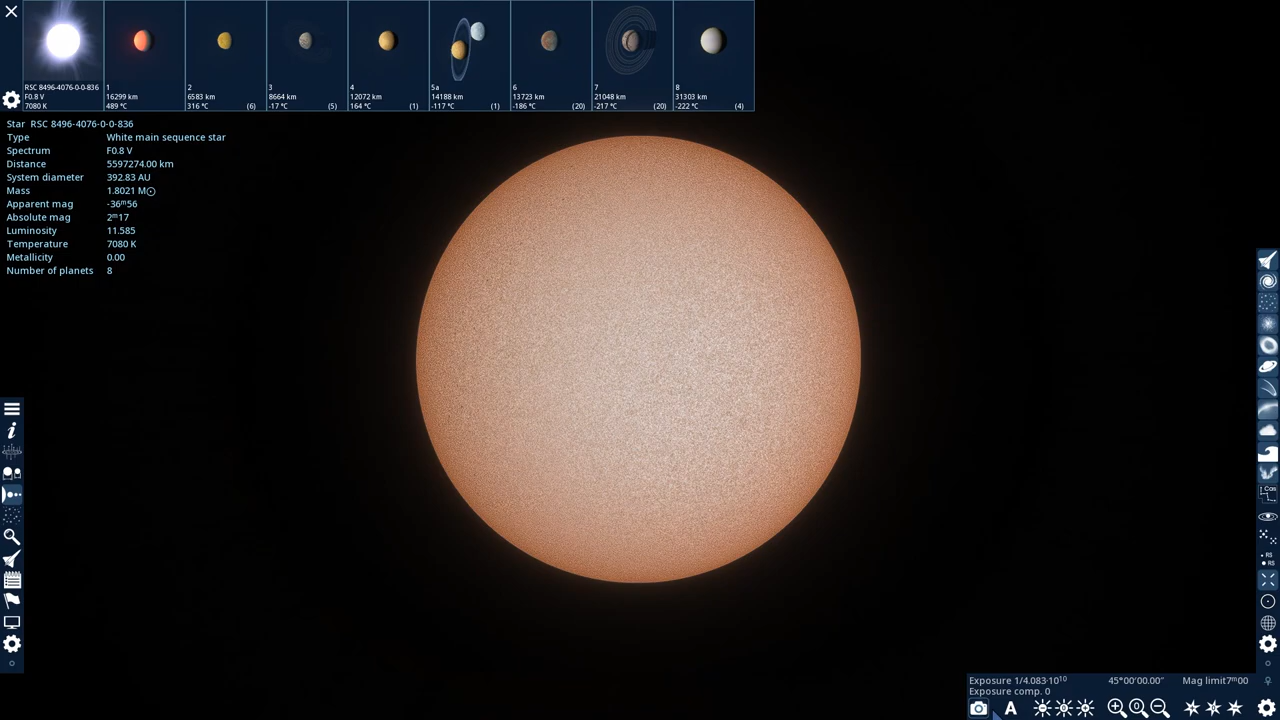 RSC 8496-4076-0-0-836
F0.8 V
7080 K
1
16299 km
489 °C
2
6583 km
316 °C (6)
3
8664 km
-17 °C (5)
4
12072 km
164 °C (1)
5a
14188 km
-117 °C (1)
6
13723 km
-186 °C (20)
7
21048 km
-217 °C (20)
8
31303 km
-222 °C (4)
Star RSC 8496-4076-0-0-836
Type White main sequence star
Spectrum F0.8 V
Distance 5597274.00 km
System diameter 392.83 AU
Mass 1.8021 M☉
Apparent mag -36ᵐ56
Absolute mag 2ᵐ17
Luminosity 11.585
Temperature 7080 K
Metallicity 0.00
Number of planets 8
Cam
RS
RS
Exposure 1/4.083·10¹⁰ 45°00'00.00" Mag limit7ᵐ00
Exposure comp. 0
A